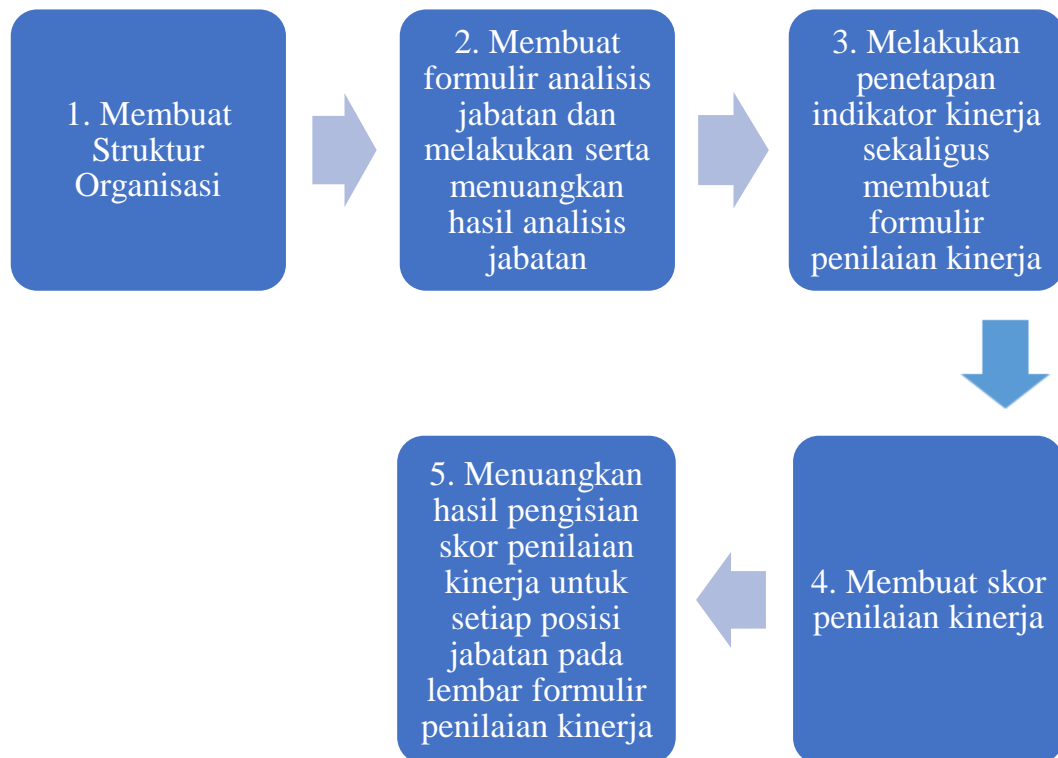 1. Membuat
Struktur
Organisasi
2. Membuat
formulir analisis
jabatan dan
melakukan serta
menuangkan
hasil analisis
jabatan
3. Melakukan
penetapan
indikator kinerja
sekaligus
membuat
formulir
penilaian kinerja
4. Membuat skor
penilaian kinerja
5. Menuangkan
hasil pengisian
skor penilaian
kinerja untuk
setiap posisi
jabatan pada
lembar formulir
penilaian kinerja